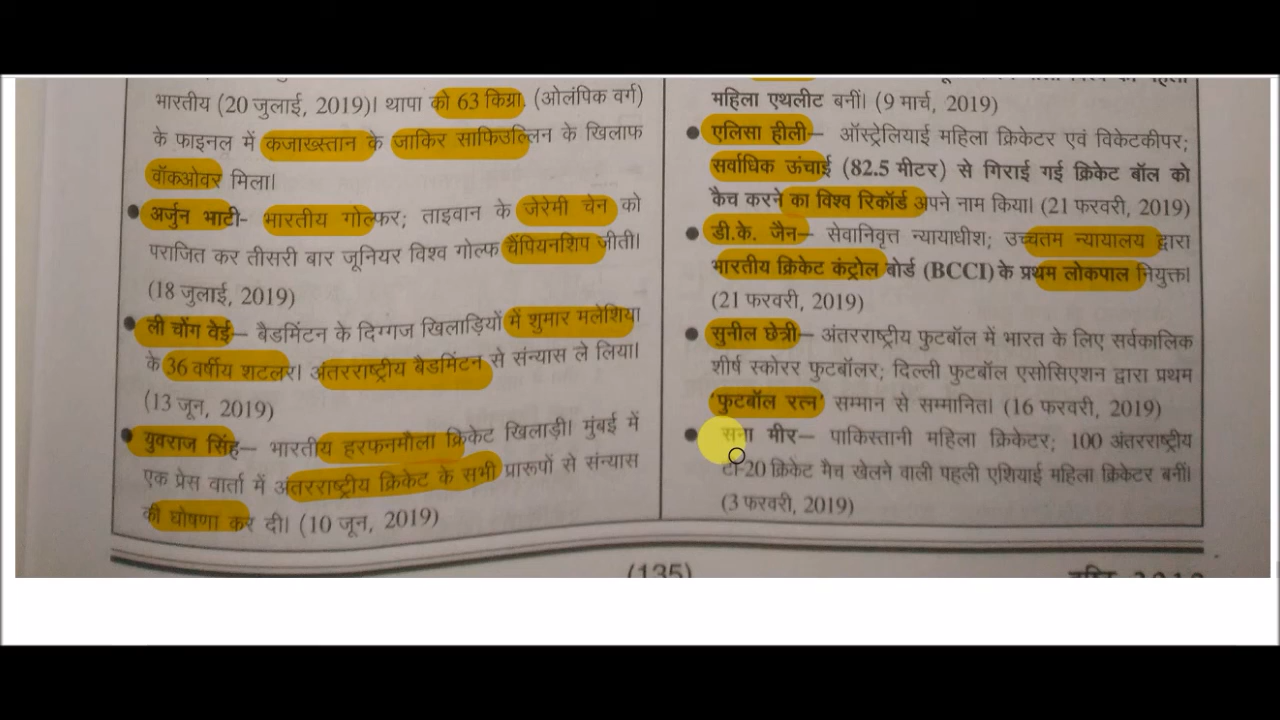 भारतीय (20 जुलाई, 2019)। थापा को 63 किग्रा. (ओलंपिक वर्ग)
के फाइनल में कजाख्स्तान के जाकिर साफिउल्लिन के खिलाफ
वॉकओवर मिला।
● अर्जुन भाटी– भारतीय गोल्फर; ताइवान के जेरेमी चेन को
पराजित कर तीसरी बार जूनियर विश्व गोल्फ चैंपियनशिप जीती।
(18 जुलाई, 2019)
● ली चोंग वेई– बैडमिंटन के दिग्गज खिलाड़ियों में शुमार मलेशिया
के 36 वर्षीय शटलर। अंतरराष्ट्रीय बैडमिंटन से संन्यास ले लिया।
(13 जून, 2019)
● युवराज सिंह– भारतीय हरफनमौला क्रिकेट खिलाड़ी। मुंबई में
एक प्रेस वार्ता में अंतरराष्ट्रीय क्रिकेट के सभी प्रारूपों से संन्यास
की घोषणा कर दी। (10 जून, 2019)
महिला एथलीट बनीं। (9 मार्च, 2019)
● एलिसा हीली– ऑस्ट्रेलियाई महिला क्रिकेटर एवं विकेटकीपर;
सर्वाधिक ऊंचाई (82.5 मीटर) से गिराई गई क्रिकेट बॉल को
कैच करने का विश्व रिकॉर्ड अपने नाम किया। (21 फरवरी, 2019)
● डी.के. जैन– सेवानिवृत्त न्यायाधीश; उच्चतम न्यायालय द्वारा
भारतीय क्रिकेट कंट्रोल बोर्ड (BCCI) के प्रथम लोकपाल नियुक्त।
(21 फरवरी, 2019)
● सुनील छेत्री– अंतरराष्ट्रीय फुटबॉल में भारत के लिए सर्वकालिक
शीर्ष स्कोरर फुटबॉलर; दिल्ली फुटबॉल एसोसिएशन द्वारा प्रथम
'फुटबॉल रत्न' सम्मान से सम्मानित। (16 फरवरी, 2019)
● सना मीर– पाकिस्तानी महिला क्रिकेटर; 100 अंतरराष्ट्रीय
टी-20 क्रिकेट मैच खेलने वाली पहली एशियाई महिला क्रिकेटर बनीं।
(3 फरवरी, 2019)
(135)